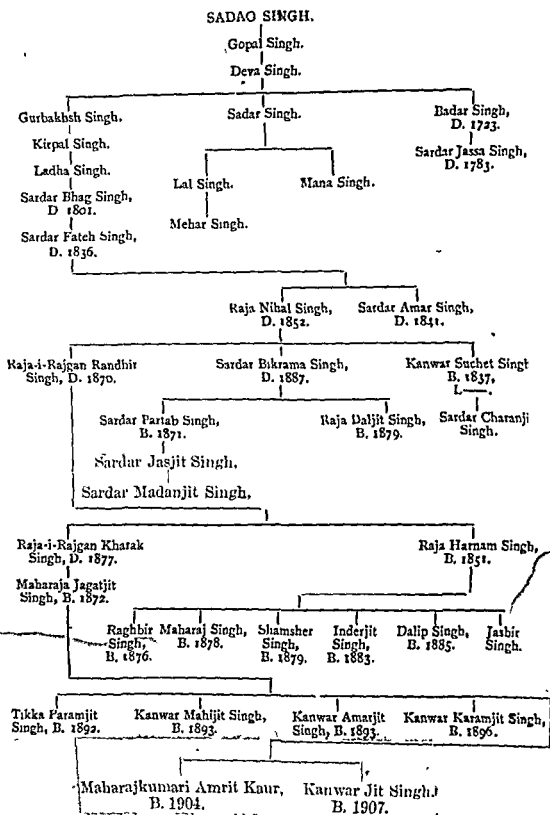 SADAO SINGH.
Gopal Singh.
Deva Singh.
Gurbakhsh Singh.
Sadar Singh.
Badar Singh,
D. 1723.
Kirpal Singh.
Ladha Singh.
Sardar Jassa Singh,
D. 1783.
Lal Singh.
Mana Singh.
Sardar Bhag Singh,
D 1801.
Mehar Singh.
Sardar Fateh Singh,
D. 1836.
Raja Nihal Singh,
D. 1852.
Sardar Amar Singh,
D. 1841.
Raja-i-Rajgan Randhir
Singh, D. 1870.
Sardar Bikrama Singh,
D. 1887.
Kanwar Suchet Singh
B. 1837,
L——.
Sardar Partab Singh,
B. 1871.
Raja Daljit Singh,
B. 1879.
Sardar Charanji
Singh.
Sardar Jasjit Singh,
Sardar Madanjit Singh,
Raja-i-Rajgan Kharak
Singh, D. 1877.
Raja Harnam Singh,
B. 1851.
Maharaja Jagatjit
Singh, B. 1872.
Raghbir
Singh,
B. 1876.
Maharaj Singh,
B. 1878.
Shamsher
Singh,
B. 1879.
Inderjit
Singh,
B. 1883.
Dalip Singh,
B. 1885.
Jasbir
Singh.
Tikka Paramjit
Singh, B. 1892.
Kanwar Mahijit Singh,
B. 1893.
Kanwar Amarjit
Singh, B. 1893.
Kanwar Karamjit Singh,
B. 1896.
Maharajkumari Amrit Kaur,
B. 1904.
Kanwar Jit Singh.
B. 1907.